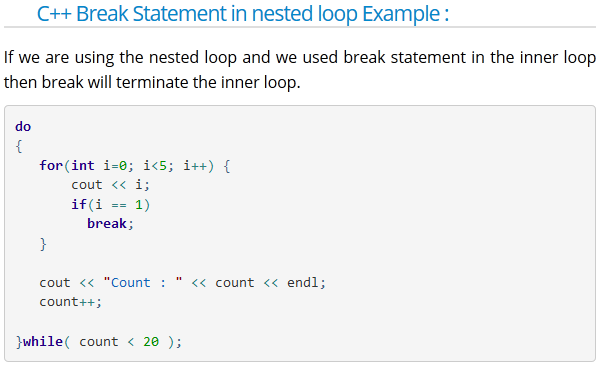 C++ Break Statement in nested loop Example :
If we are using the nested loop and we used break statement in the inner loop
then break will terminate the inner loop.
do
{
   for(int i=0; i<5; i++) {
       cout << i;
       if(i == 1)
         break;
   }
   cout << "Count : " << count << endl;
   count++;
}while( count < 20 );